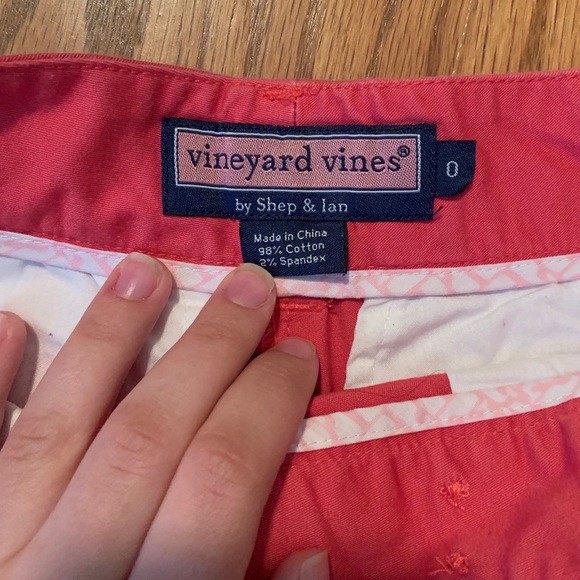 vineyard vines®
0
by Shep & Ian
Made in China
98% Cotton
2% Spandex